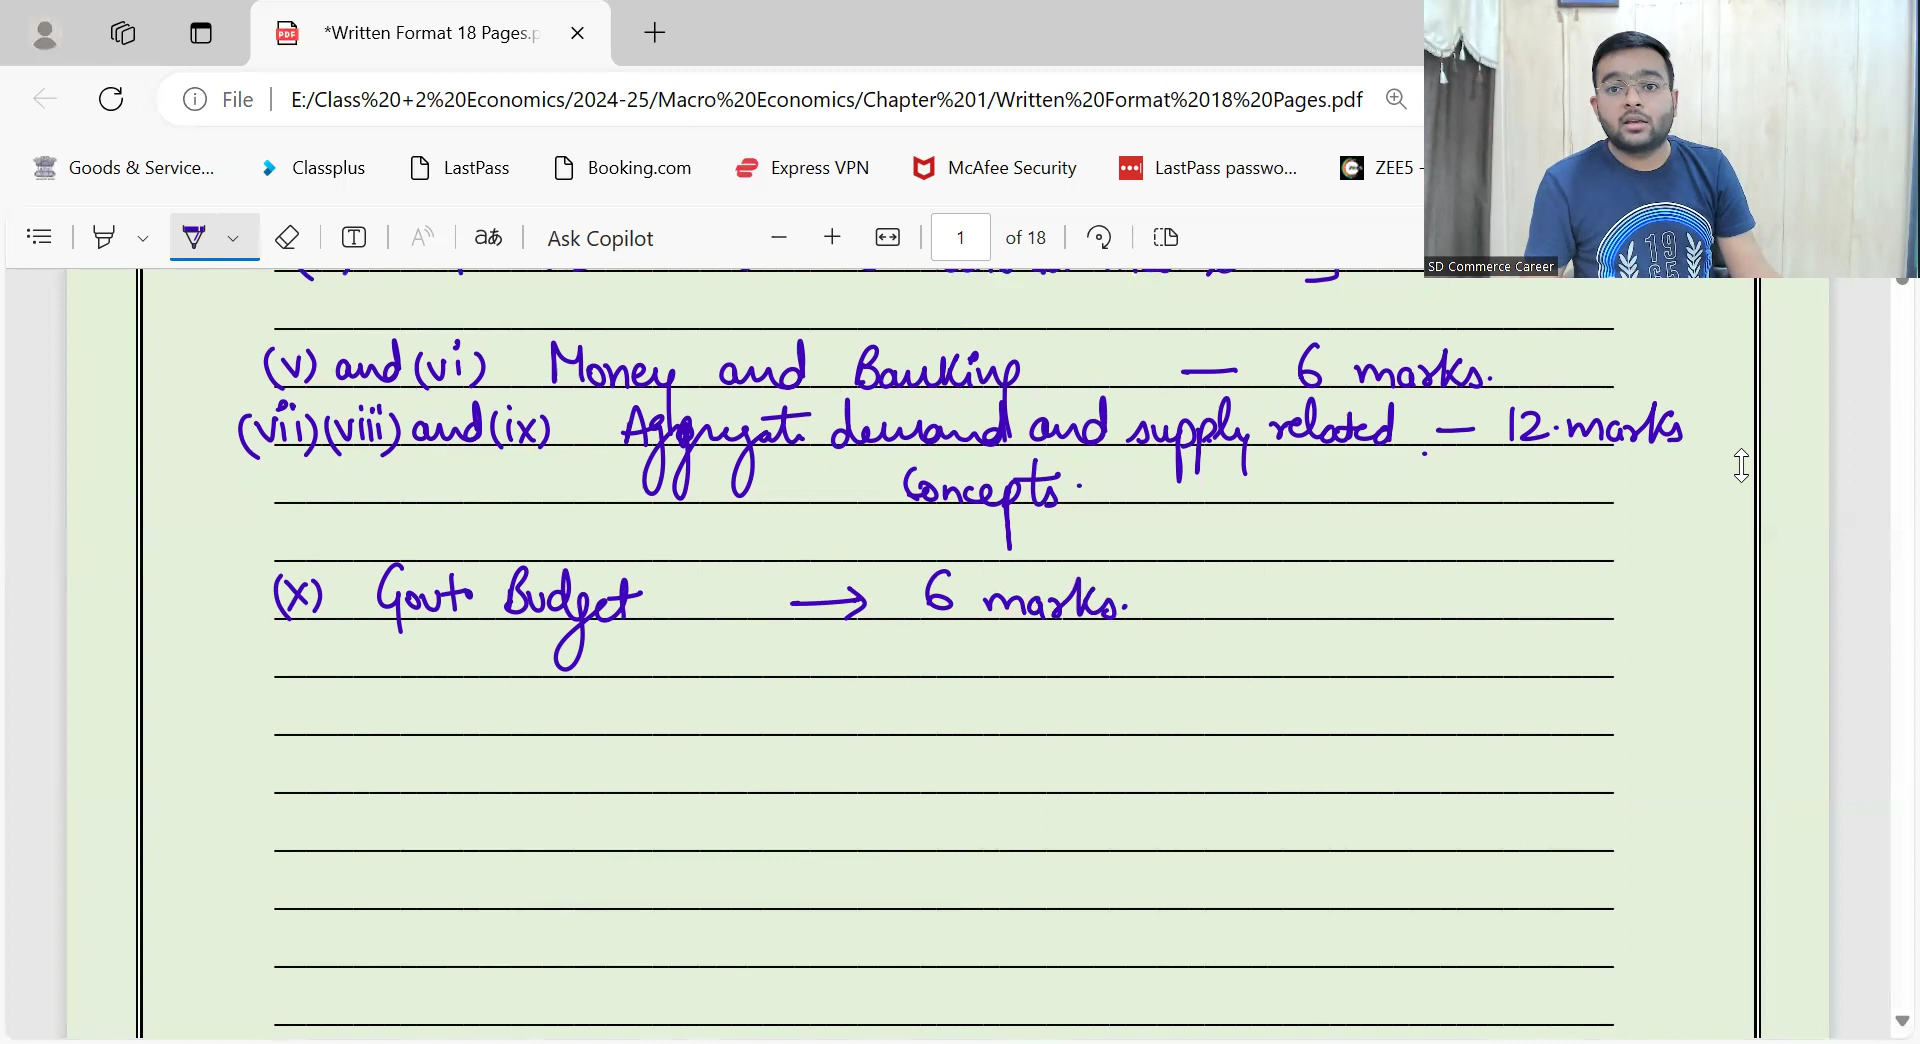 *Written Format 18 Pages.p
File
E:/Class%20+2%20Economics/2024-25/Macro%20Economics/Chapter%201/Written%20Format%2018%20Pages.pdf
Goods & Service...
Classplus
LastPass
Booking.com
Express VPN
McAfee Security
LastPass passwo...
ZEE5 -
Ask Copilot
1 of 18
SD Commerce Career
(v) and (vi) Money and Banking — 6 marks.
(vii)(viii) and (ix) Aggregate demand and supply related — 12 marks
Concepts.
(x) Govt. Budget → 6 marks.